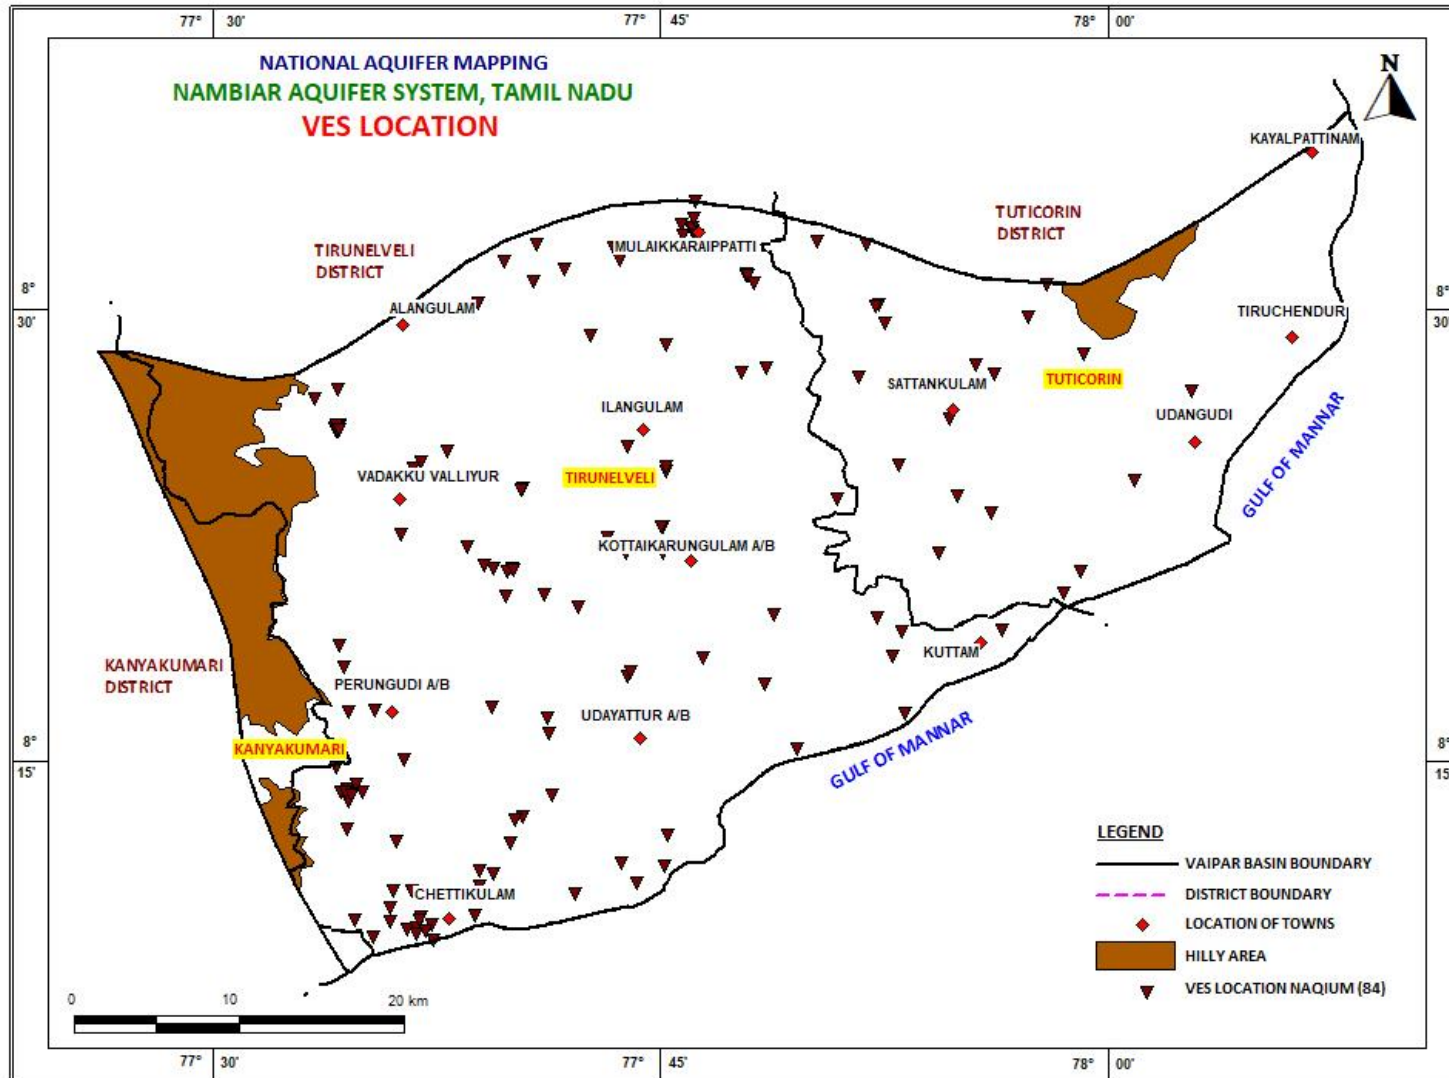 77° 30'
77° 45'
78° 00'
NATIONAL AQUIFER MAPPING
NAMBIAR AQUIFER SYSTEM, TAMIL NADU
VES LOCATION
N
KAYALPATTINAM
TUTICORIN
DISTRICT
TIRUNELVELI
DISTRICT
MULAIKKARAIPPATTI
8°
30'
8°
30'
ALANGULAM
TIRUCHENDUR
SATTANKULAM
TUTICORIN
ILANGULAM
UDANGUDI
GULF OF MANNAR
VADAKKU VALLIYUR
TIRUNELVELI
KOTTAIKARUNGULAM A/B
KUTTAM
KANYAKUMARI
DISTRICT
PERUNGUDI A/B
UDAYATTUR A/B
GULF OF MANNAR
KANYAKUMARI
8°
15'
8°
15'
LEGEND
VAIPAR BASIN BOUNDARY
DISTRICT BOUNDARY
LOCATION OF TOWNS
HILLY AREA
VES LOCATION NAQIUM (84)
CHETTIKULAM
0 10 20 km
77° 30'
77° 45'
78° 00'